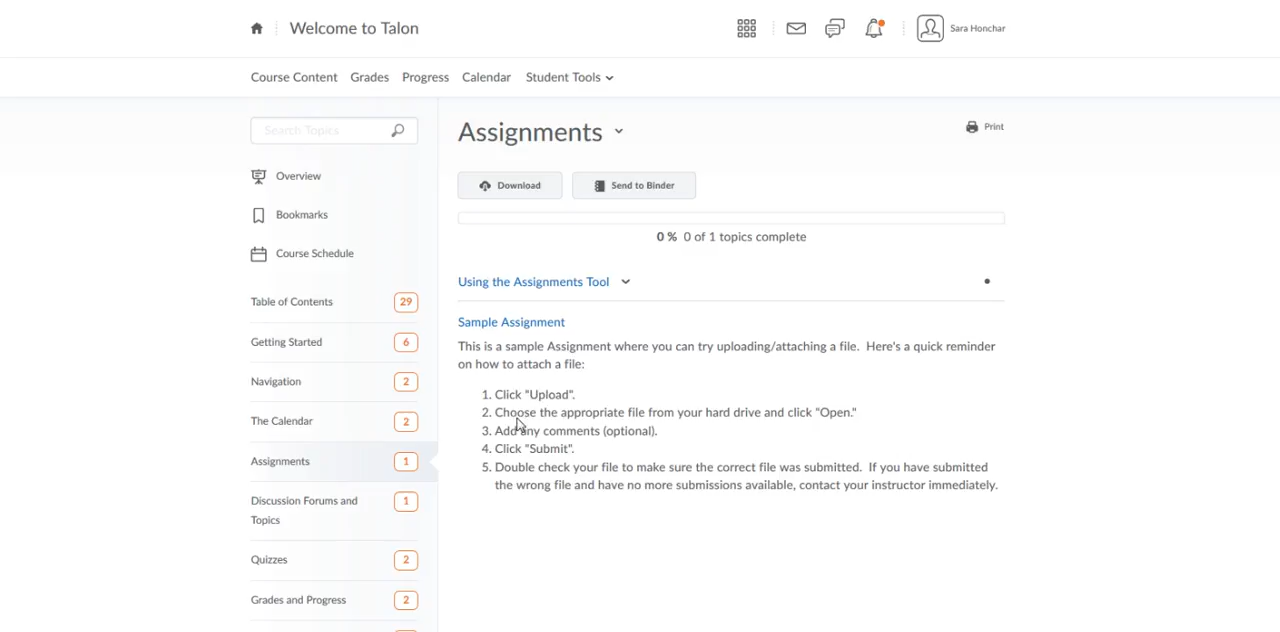 Welcome to Talon
Sara Honchar
Course Content Grades Progress Calendar Student Tools
Search Topics
Overview
Bookmarks
Course Schedule
Table of Contents 29
Getting Started 6
Navigation 2
The Calendar 2
Assignments 1
Discussion Forums and
Topics 1
Quizzes 2
Grades and Progress 2
Assignments
Print
Download Send to Binder
0 % 0 of 1 topics complete
Using the Assignments Tool
Sample Assignment
This is a sample Assignment where you can try uploading/attaching a file. Here's a quick reminder
on how to attach a file:
1. Click "Upload".
2. Choose the appropriate file from your hard drive and click "Open."
3. Add any comments (optional).
4. Click "Submit".
5. Double check your file to make sure the correct file was submitted. If you have submitted
the wrong file and have no more submissions available, contact your instructor immediately.